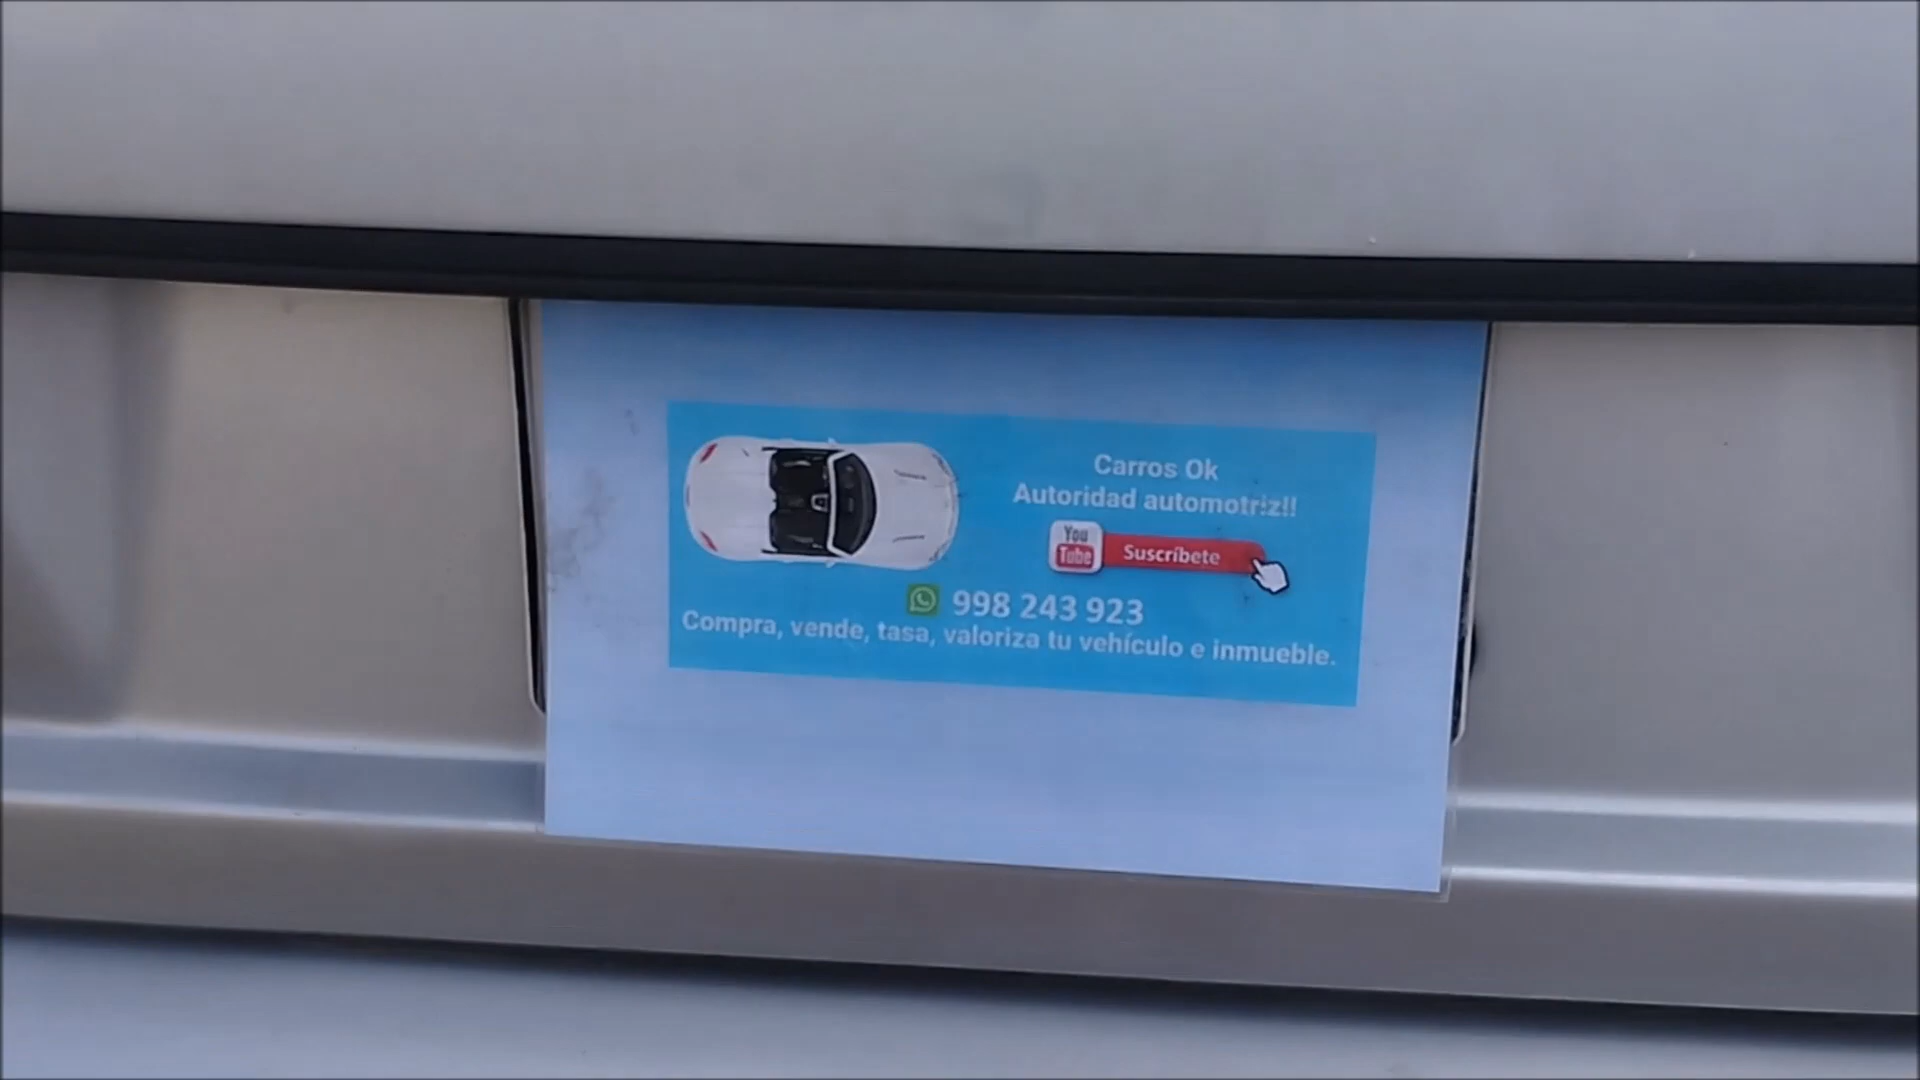 Carros Ok
Autoridad automotriz!!
You
Tube
Suscríbete
998 243 923
Compra, vende, tasa, valoriza tu vehículo e inmueble.